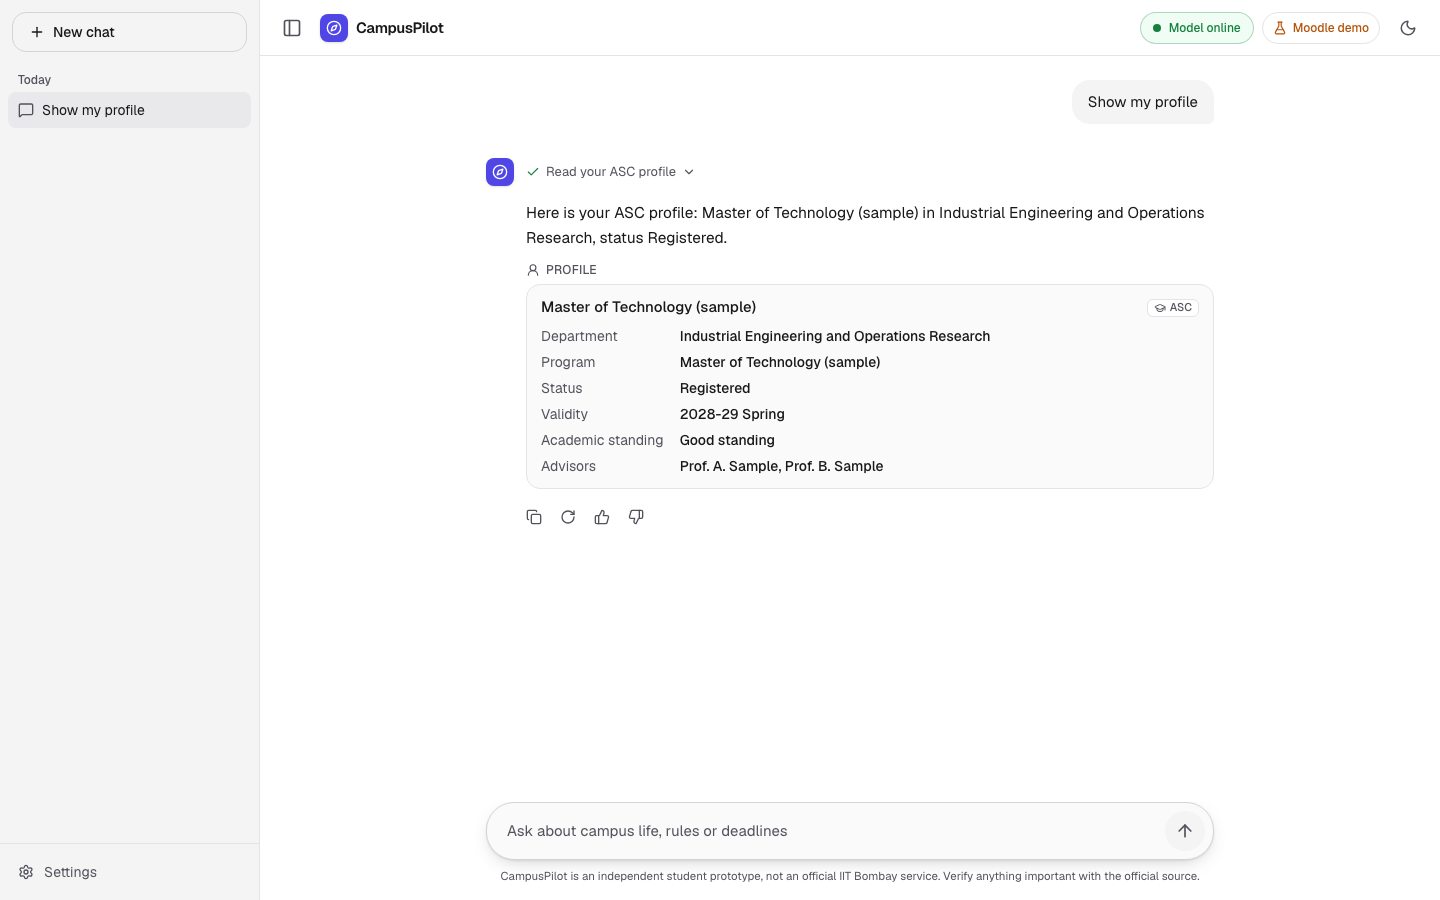 New chat
Today
Show my profile
Settings
CampusPilot
Model online
Moodle demo
Show my profile
Read your ASC profile
Here is your ASC profile: Master of Technology (sample) in Industrial Engineering and Operations
Research, status Registered.
PROFILE
Master of Technology (sample)
ASC
Department Industrial Engineering and Operations Research
Program Master of Technology (sample)
Status Registered
Validity 2028-29 Spring
Academic standing Good standing
Advisors Prof. A. Sample, Prof. B. Sample
Ask about campus life, rules or deadlines
CampusPilot is an independent student prototype, not an official IIT Bombay service. Verify anything important with the official source.